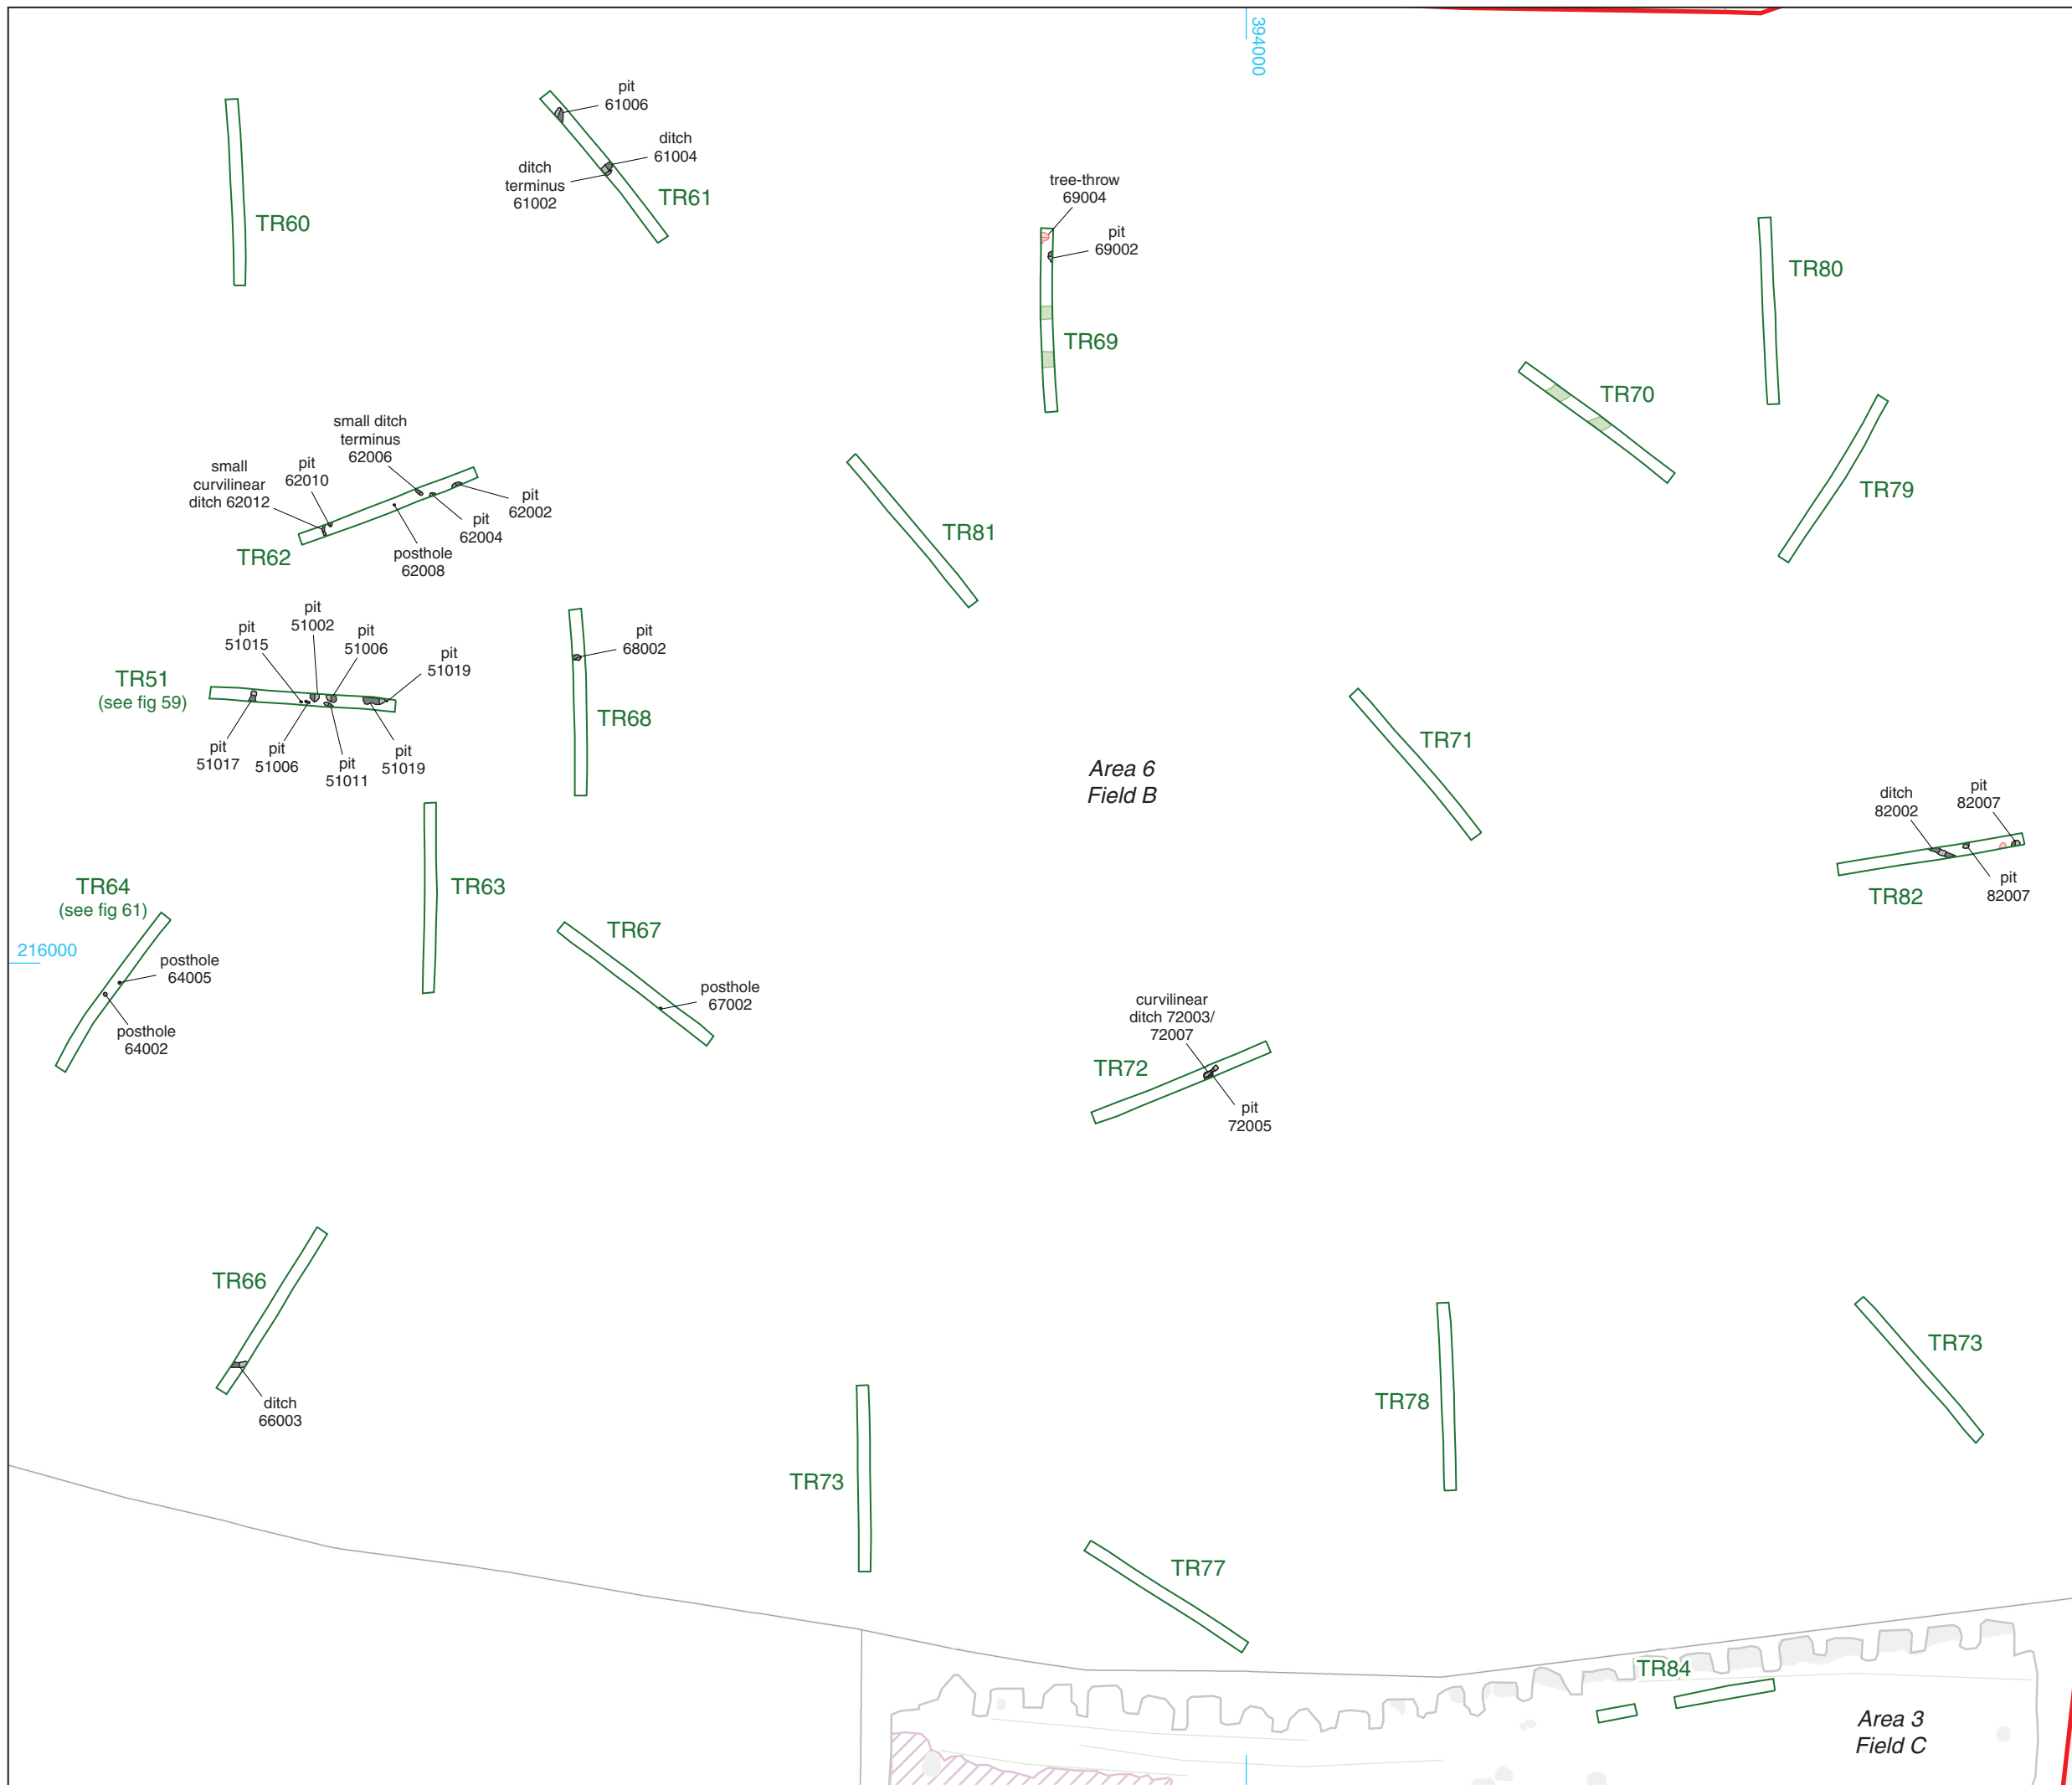 394000
pit
61006
ditch
61004
ditch
terminus
61002
TR61
TR60
tree-throw
69004
pit
69002
TR69
TR80
TR70
TR79
small ditch
terminus
62006
small
curvilinear
ditch 62012
pit
62010
pit
62002
pit
62004
posthole
62008
TR62
TR81
pit
51002
pit
51015
pit
51006
pit
51019
TR51
(see fig 59)
pit
51017
pit
51006
pit
51011
pit
51019
pit
68002
TR68
Area 6
Field B
TR71
ditch
82002
pit
82007
pit
82007
TR82
TR64
(see fig 61)
TR63
TR67
216000
posthole
64005
posthole
64002
posthole
67002
curvilinear
ditch 72003/
72007
TR72
pit
72005
TR66
ditch
66003
TR73
TR78
TR73
TR77
TR84
Area 3
Field C